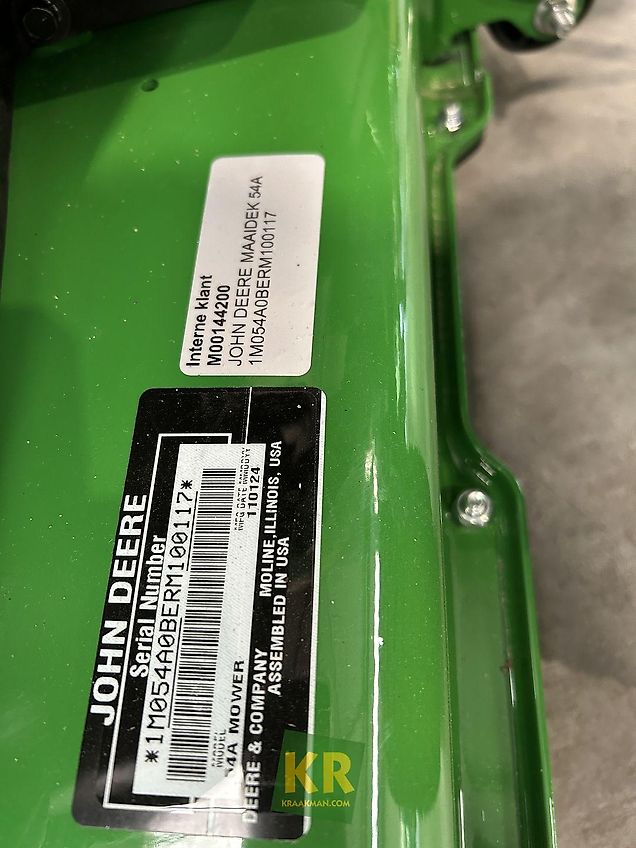 Interne klant
M00144200
JOHN DEERE MAAIDEK 54A
1M054A0BERM100117
JOHN DEERE
Serial Number
*1M054A0BERM100117*
MFG DATE MMDDYY
110124
MODEL
54A MOWER
DEERE & COMPANY
MOLINE, ILLINOIS, USA
ASSEMBLED IN USA
KR
KRAAKMAN.COM